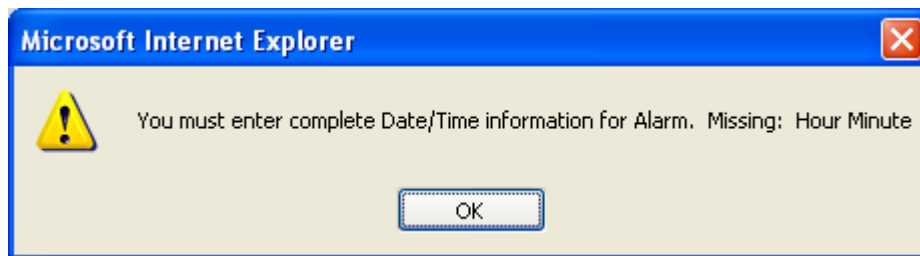 Microsoft Internet Explorer
You must enter complete Date/Time information for Alarm.  Missing:  Hour Minute
OK